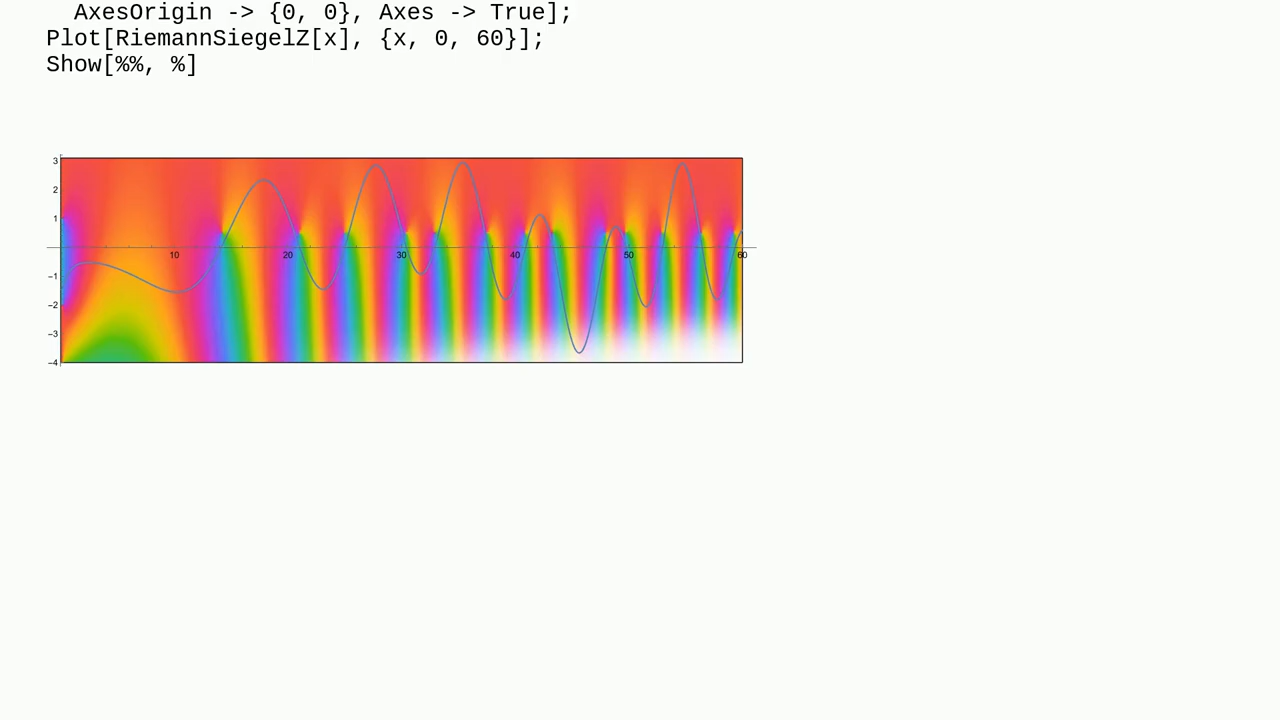 AxesOrigin -> {0, 0}, Axes -> True];
Plot[RiemannSiegelZ[x], {x, 0, 60}];
Show[%%, %]
3
2
1
10 20 30 40 50 60
−1
−2
−3
−4